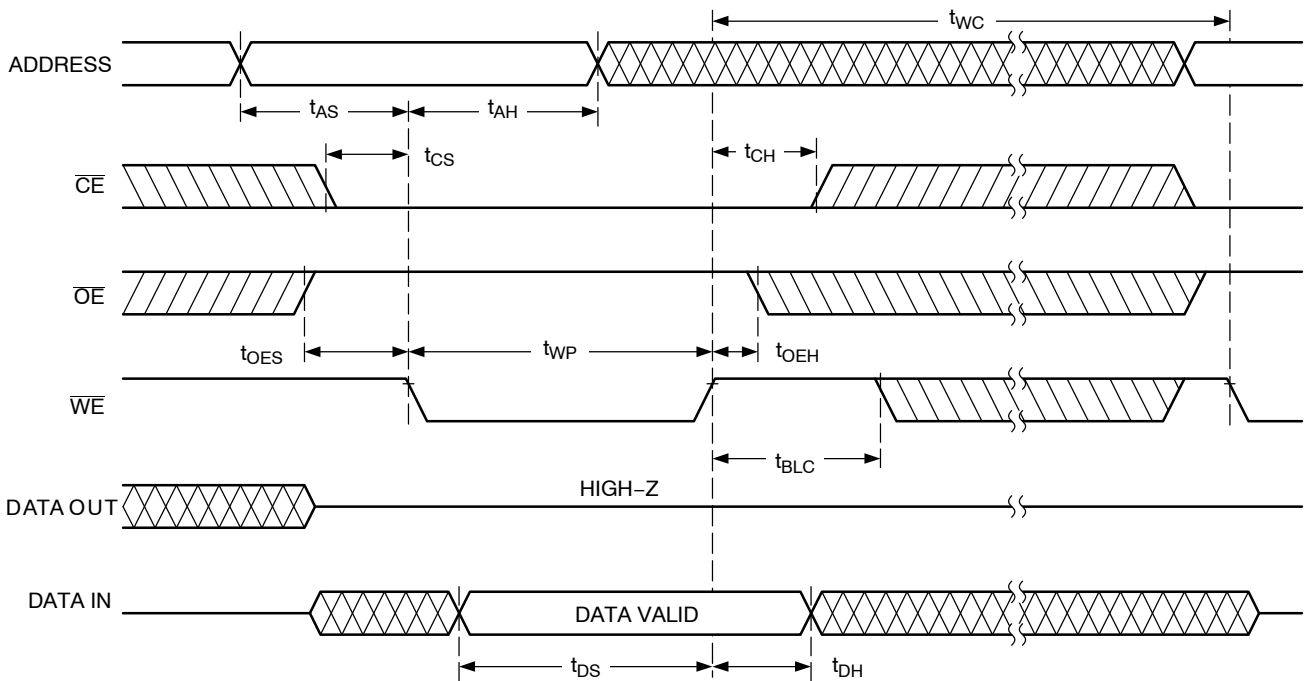 tWC
ADDRESS
tAS
tAH
tCS
tCH
CE
OE
tOES
tWP
tOEH
WE
tBLC
HIGH−Z
DATA OUT
DATA IN
DATA VALID
tDS
tDH